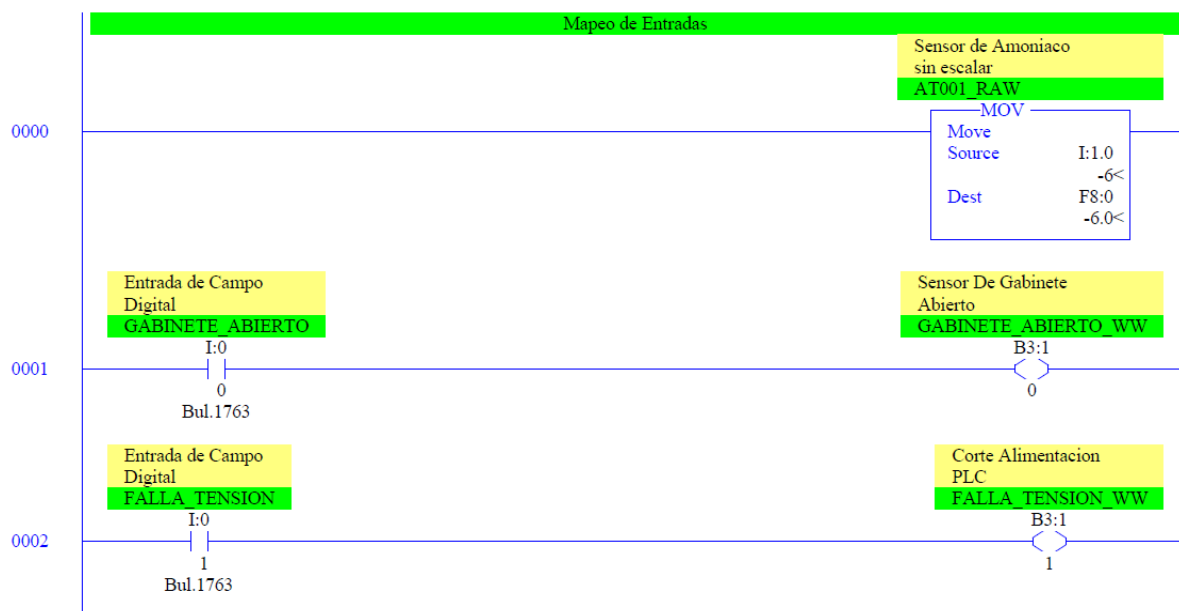 Mapeo de Entradas
Sensor de Amoniaco
sin escalar
AT001_RAW
MOV
0000
Move
Source I:1.0
-6<
Dest F8:0
-6.0<
Entrada de Campo
Digital
GABINETE_ABIERTO
I:0
Sensor De Gabinete
Abierto
GABINETE_ABIERTO_WW
B3:1
0001
0
Bul.1763
0
Entrada de Campo
Digital
FALLA_TENSION
I:0
Corte Alimentacion
PLC
FALLA_TENSION_WW
B3:1
0002
1
Bul.1763
1